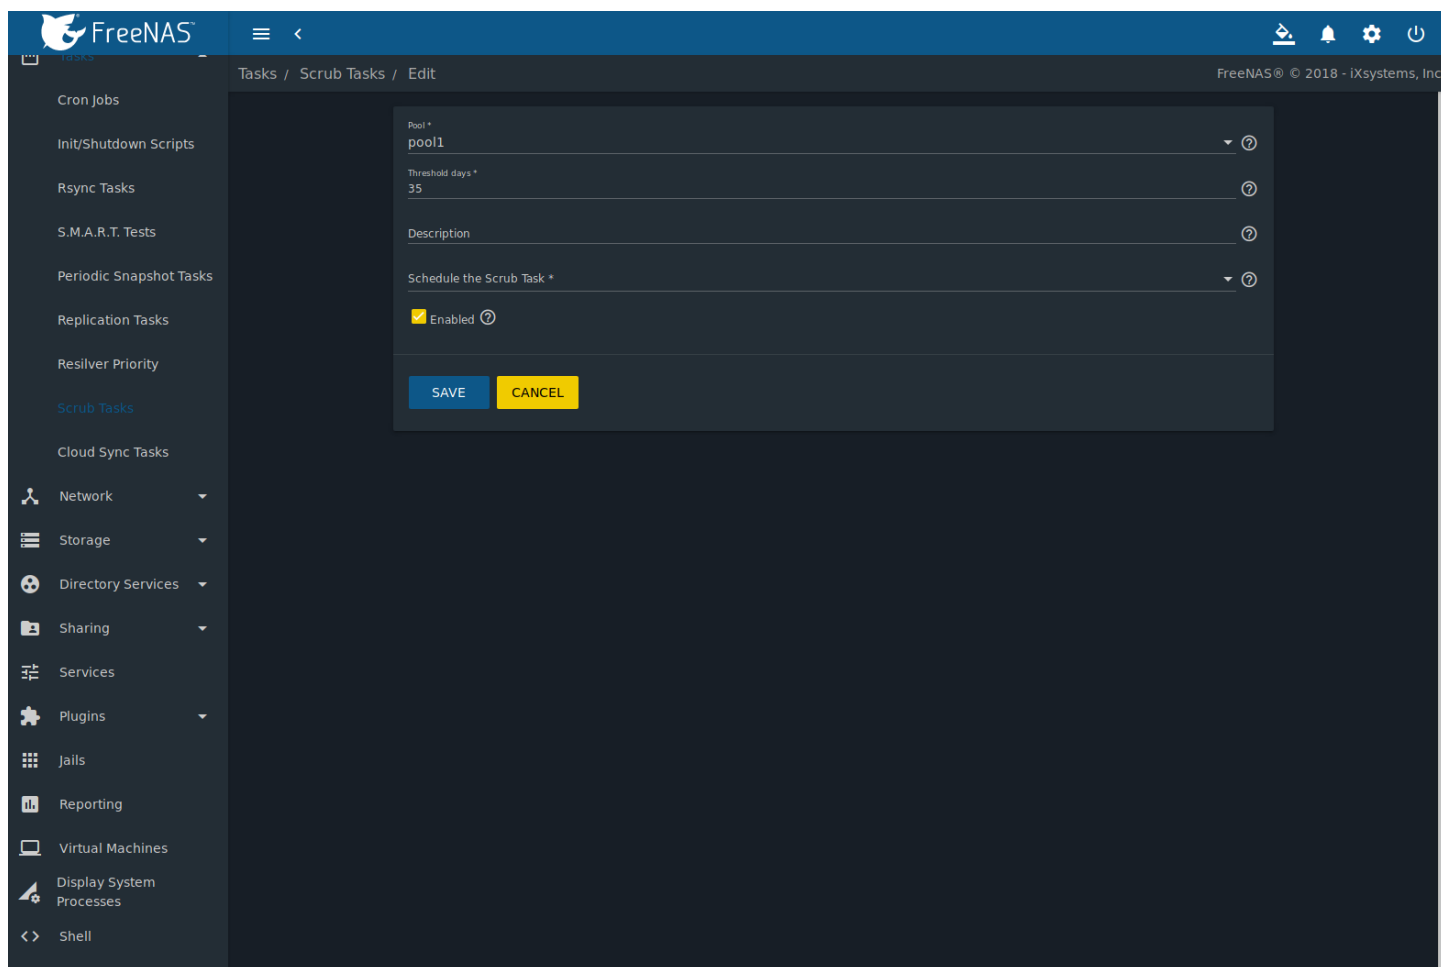 FreeNAS™
Tasks
Tasks / Scrub Tasks / Edit
FreeNAS® © 2018 - iXsystems, Inc
Cron Jobs
Init/Shutdown Scripts
Rsync Tasks
S.M.A.R.T. Tests
Periodic Snapshot Tasks
Replication Tasks
Resilver Priority
Scrub Tasks
Cloud Sync Tasks
Network
Storage
Directory Services
Sharing
Services
Plugins
Jails
Reporting
Virtual Machines
Display System
Processes
Shell
Pool *
pool1
Threshold days *
35
Description
Schedule the Scrub Task *
Enabled
SAVE CANCEL